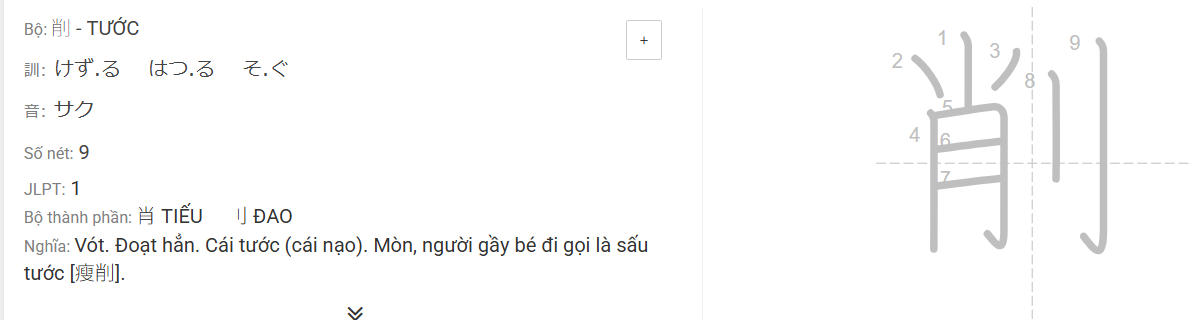 Bộ: 削 - TƯỚC
+
訓: けず.る はつ.る そ.ぐ
音: サク
Số nét: 9
JLPT: 1
Bộ thành phần: 肖 TIẾU 刂 ĐAO
Nghĩa: Vót. Đoạt hẳn. Cái tước (cái nạo). Mòn, người gầy bé đi gọi là sấu
tước [瘦削].
削
1
2
3
4
5
6
7
8
9